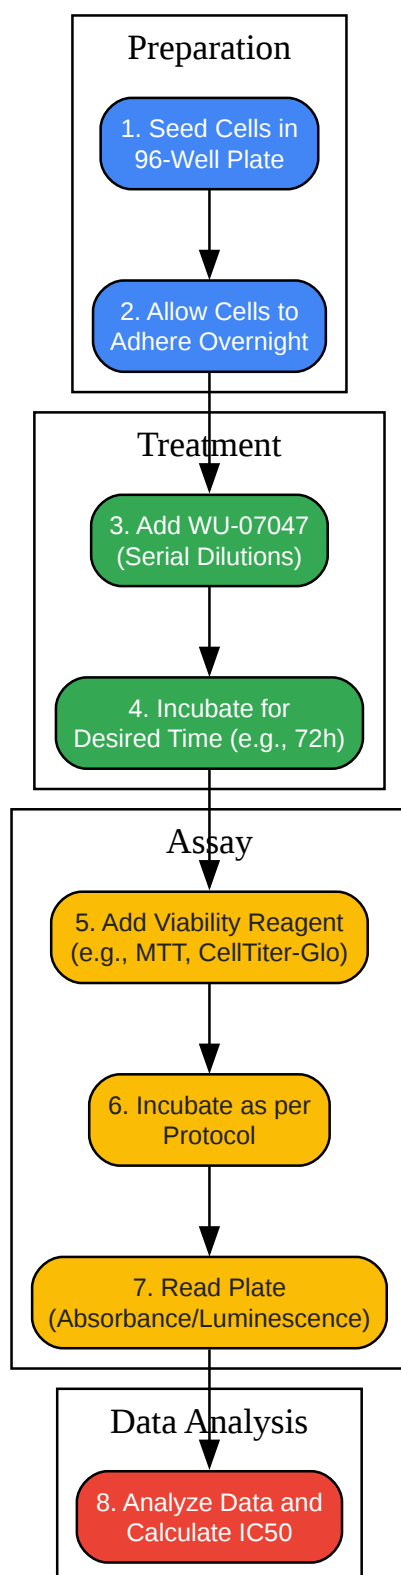 Preparation
1. Seed Cells in
96-Well Plate
2. Allow Cells to
Adhere Overnight
Treatment
3. Add WU-07047
(Serial Dilutions)
4. Incubate for
Desired Time (e.g., 72h)
Assay
5. Add Viability Reagent
(e.g., MTT, CellTiter-Glo)
6. Incubate as per
Protocol
7. Read Plate
(Absorbance/Luminescence)
Data Analysis
8. Analyze Data and
Calculate IC50